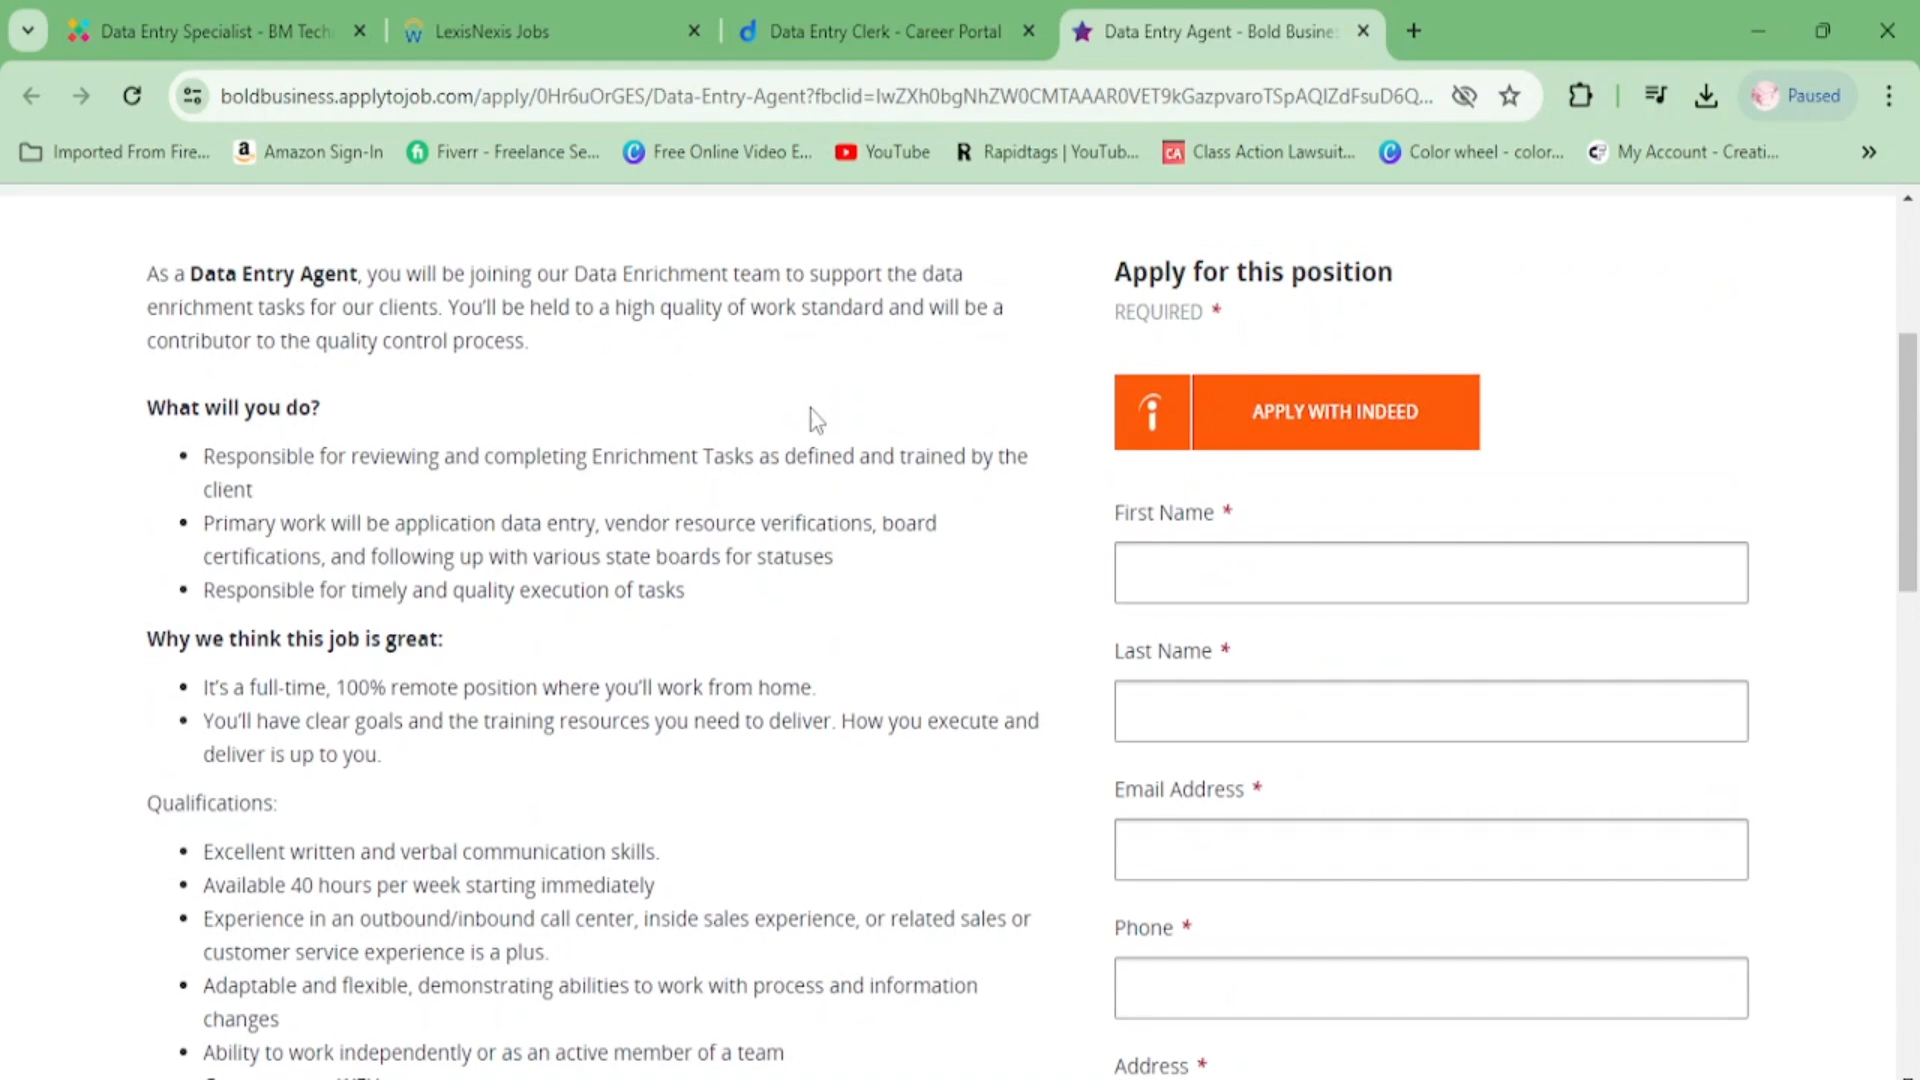 Data Entry Specialist - BM Tech
LexisNexis Jobs
Data Entry Clerk - Career Portal
Data Entry Agent - Bold Busine
boldbusiness.applytojob.com/apply/0Hr6uOrGES/Data-Entry-Agent?fbclid=IwZXh0bgNhZW0CMTAAAR0VET9kGazpvaroTSpAQIZdFsuD6Q...
Paused
Imported From Fire...
Amazon Sign-In
Fiverr - Freelance Se...
Free Online Video E...
YouTube
Rapidtags | YouTub...
Class Action Lawsuit...
Color wheel - color...
My Account - Creati...
As a Data Entry Agent, you will be joining our Data Enrichment team to support the data
enrichment tasks for our clients. You'll be held to a high quality of work standard and will be a
contributor to the quality control process.
What will you do?
• Responsible for reviewing and completing Enrichment Tasks as defined and trained by the
client
• Primary work will be application data entry, vendor resource verifications, board
certifications, and following up with various state boards for statuses
• Responsible for timely and quality execution of tasks
Why we think this job is great:
• It's a full-time, 100% remote position where you'll work from home.
• You'll have clear goals and the training resources you need to deliver. How you execute and
deliver is up to you.
Qualifications:
• Excellent written and verbal communication skills.
• Available 40 hours per week starting immediately
• Experience in an outbound/inbound call center, inside sales experience, or related sales or
customer service experience is a plus.
• Adaptable and flexible, demonstrating abilities to work with process and information
changes
• Ability to work independently or as an active member of a team
Apply for this position
REQUIRED *
APPLY WITH INDEED
First Name *
Last Name *
Email Address *
Phone *
Address *